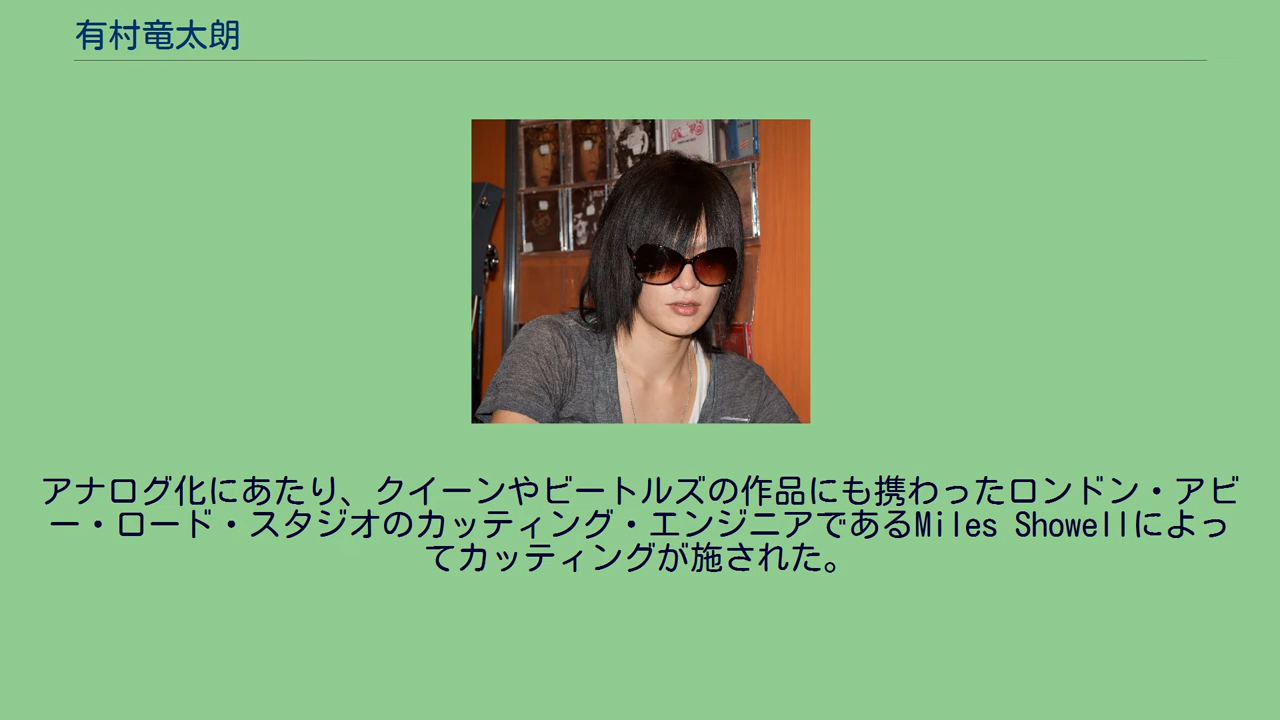 有村竜太朗
アナログ化にあたり、クイーンやビートルズの作品にも携わったロンドン・アビ
ー・ロード・スタジオのカッティング・エンジニアであるMiles Showellによっ
てカッティングが施された。